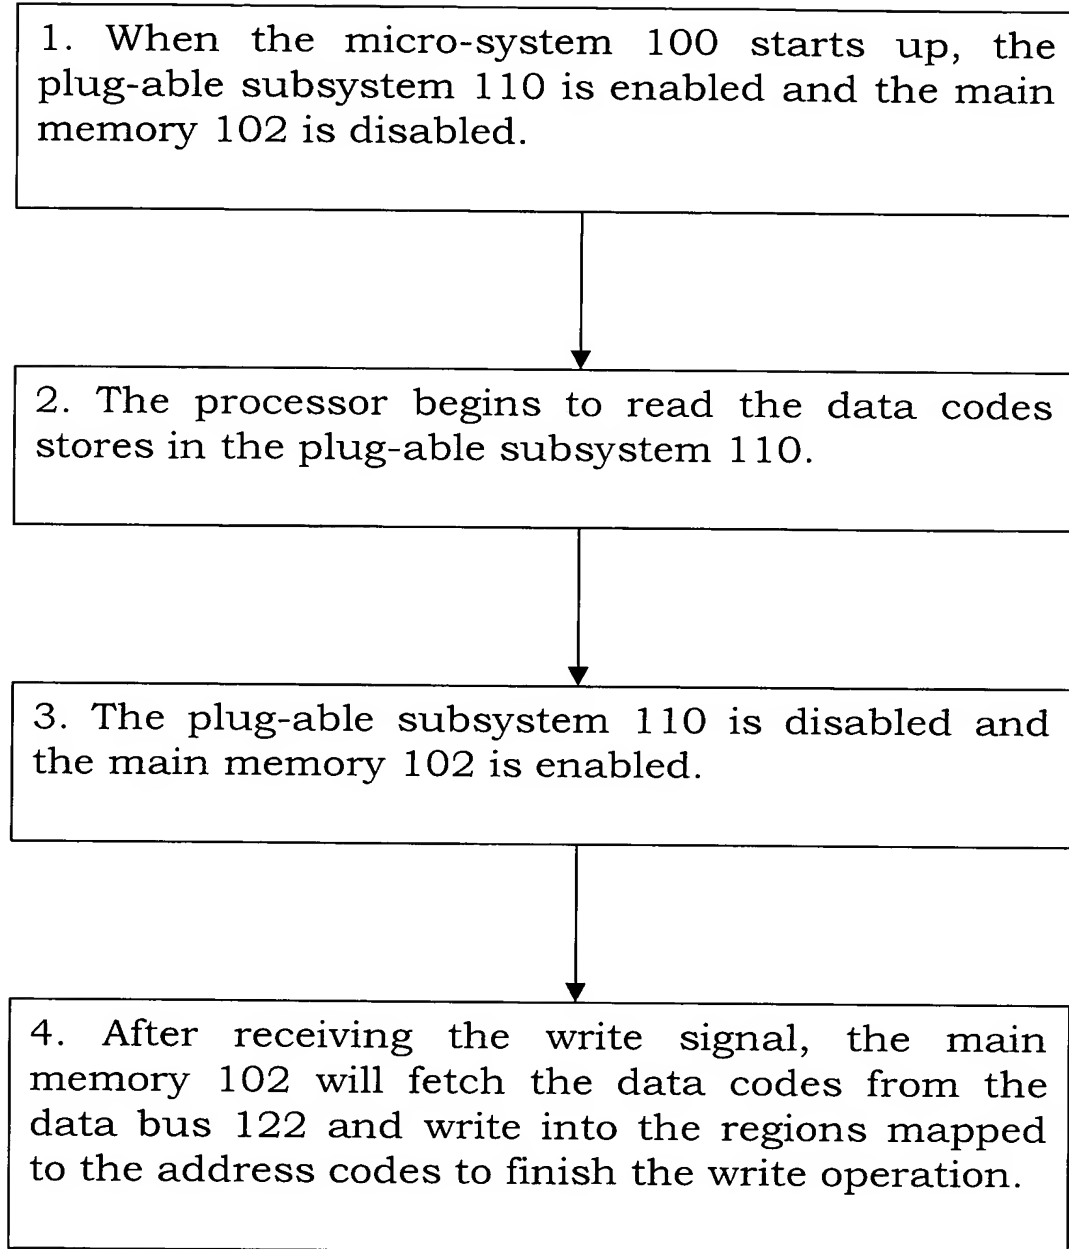 1. When the micro-system 100 starts up, the
plug-able subsystem 110 is enabled and the main
memory 102 is disabled.
2. The processor begins to read the data codes
stores in the plug-able subsystem 110.
3. The plug-able subsystem 110 is disabled and
the main memory 102 is enabled.
4. After receiving the write signal, the main
memory 102 will fetch the data codes from the
data bus 122 and write into the regions mapped
to the address codes to finish the write operation.